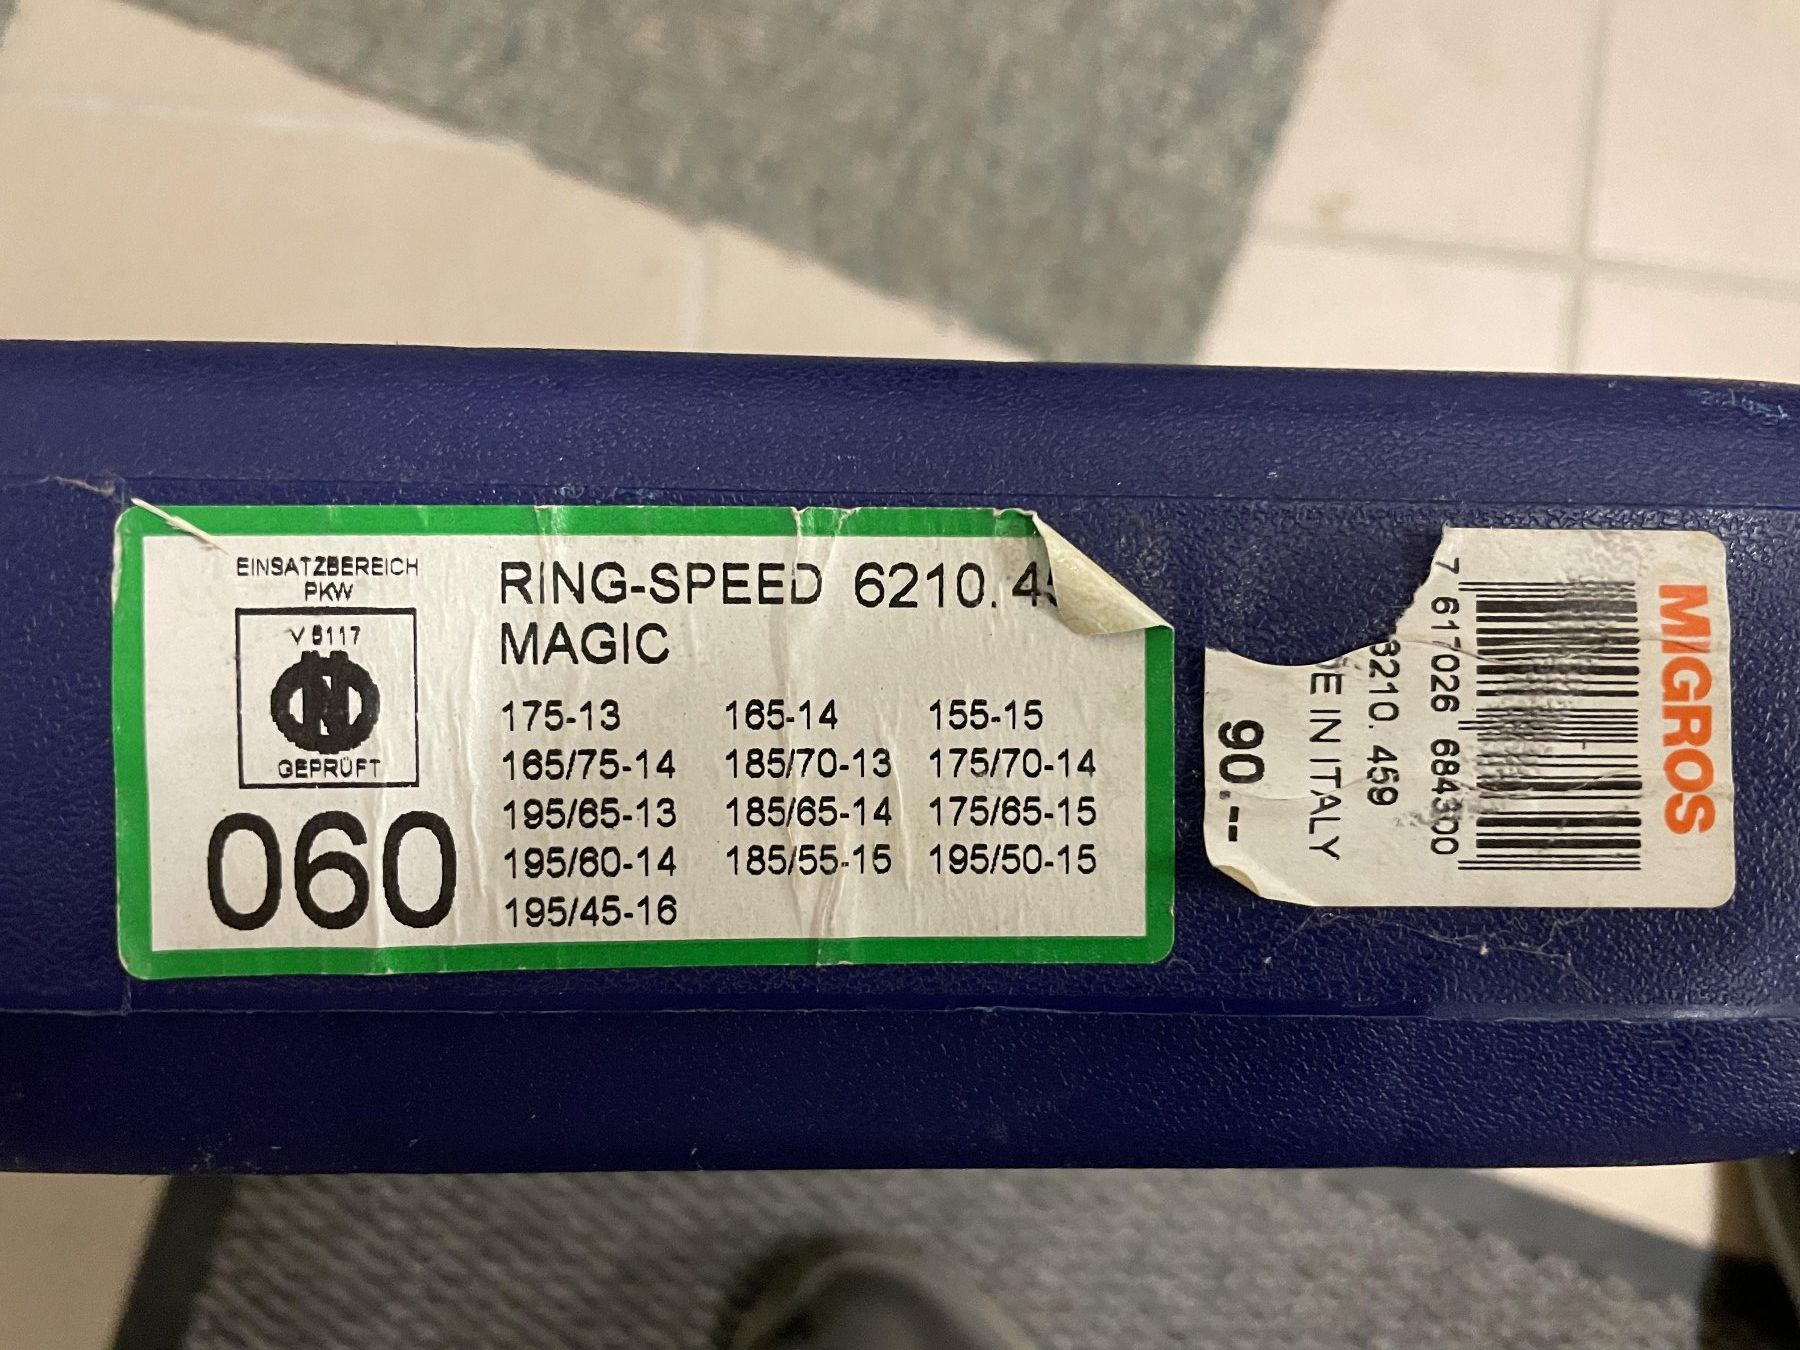 EINSATZBEREICH
PKW
V 5117
GEPRÜFT
060
RING-SPEED 6210.4
MAGIC
175-13 165-14 155-15
165/75-14 185/70-13 175/70-14
195/65-13 185/65-14 175/65-15
195/60-14 185/55-15 195/50-15
195/45-16
MIGROS
7 617026 684300
6210. 459
DE IN ITALY
90.--